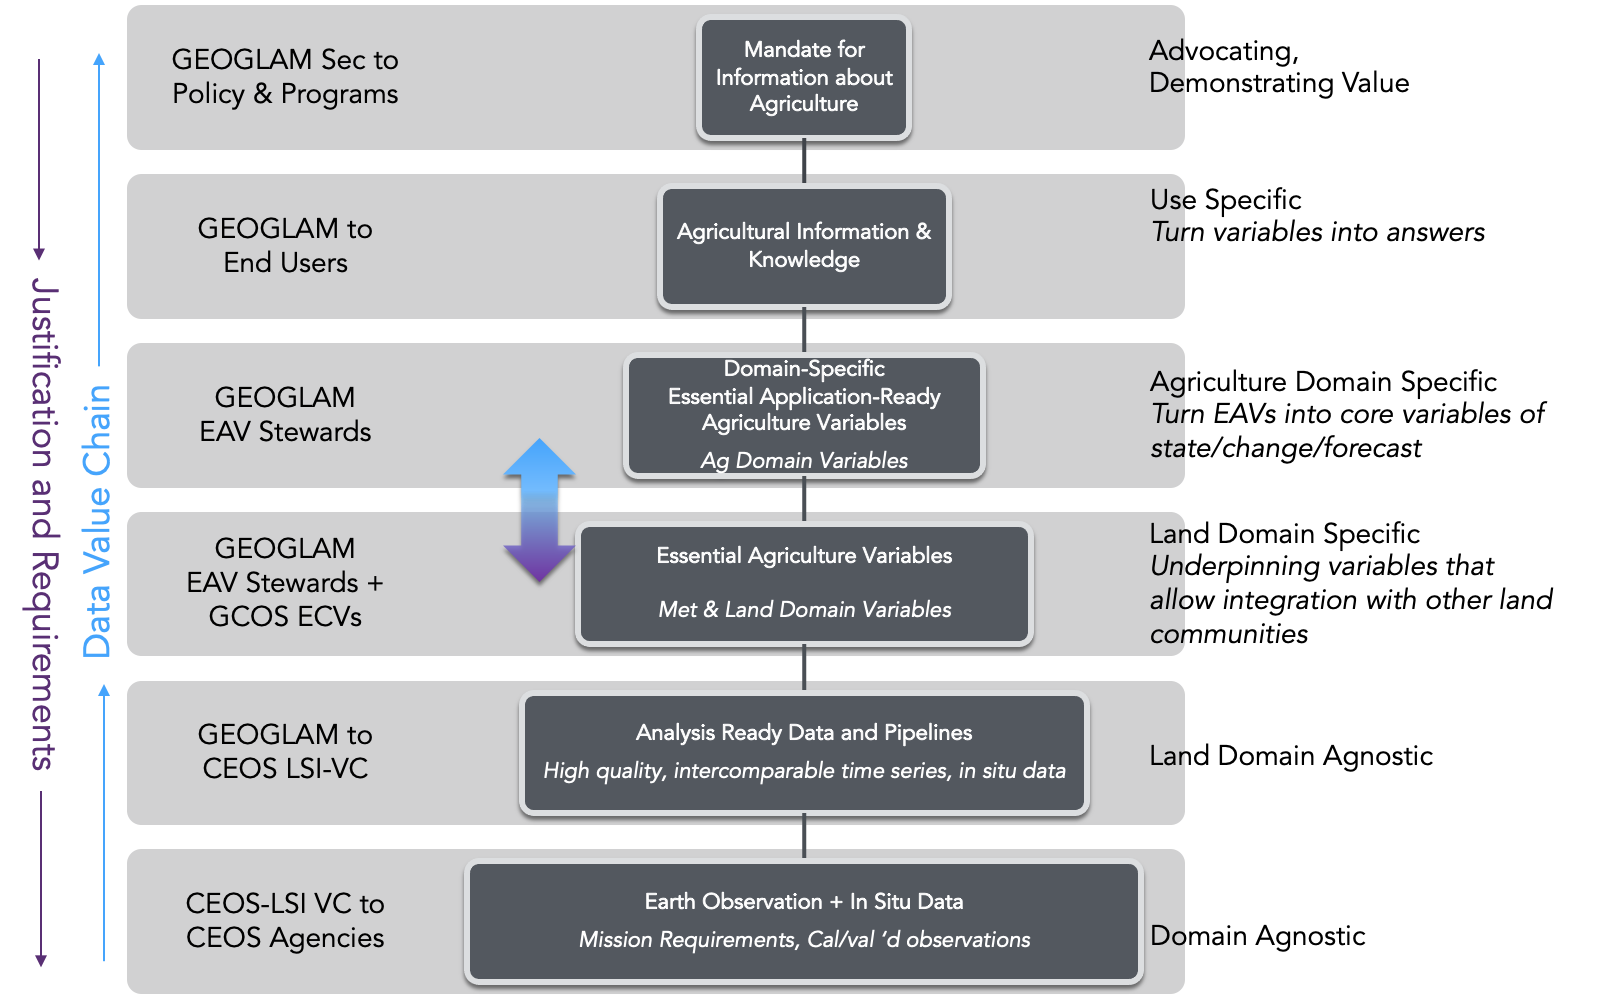 GEOGLAM Sec to
Policy & Programs
Mandate for
Information about
Agriculture
Advocating,
Demonstrating Value
GEOGLAM to
End Users
Agricultural Information &
Knowledge
Use Specific
Turn variables into answers
GEOGLAM
EAV Stewards
Domain-Specific
Essential Application-Ready
Agriculture Variables
Ag Domain Variables
Agriculture Domain Specific
Turn EAVs into core variables of
state/change/forecast
GEOGLAM
EAV Stewards +
GCOS ECVs
Essential Agriculture Variables
Met & Land Domain Variables
Land Domain Specific
Underpinning variables that
allow integration with other land
communities
GEOGLAM to
CEOS LSI-VC
Analysis Ready Data and Pipelines
High quality, intercomparable time series, in situ data
Land Domain Agnostic
CEOS-LSI VC to
CEOS Agencies
Earth Observation + In Situ Data
Mission Requirements, Cal/val ‘d observations
Domain Agnostic
Justification and Requirements
Data Value Chain